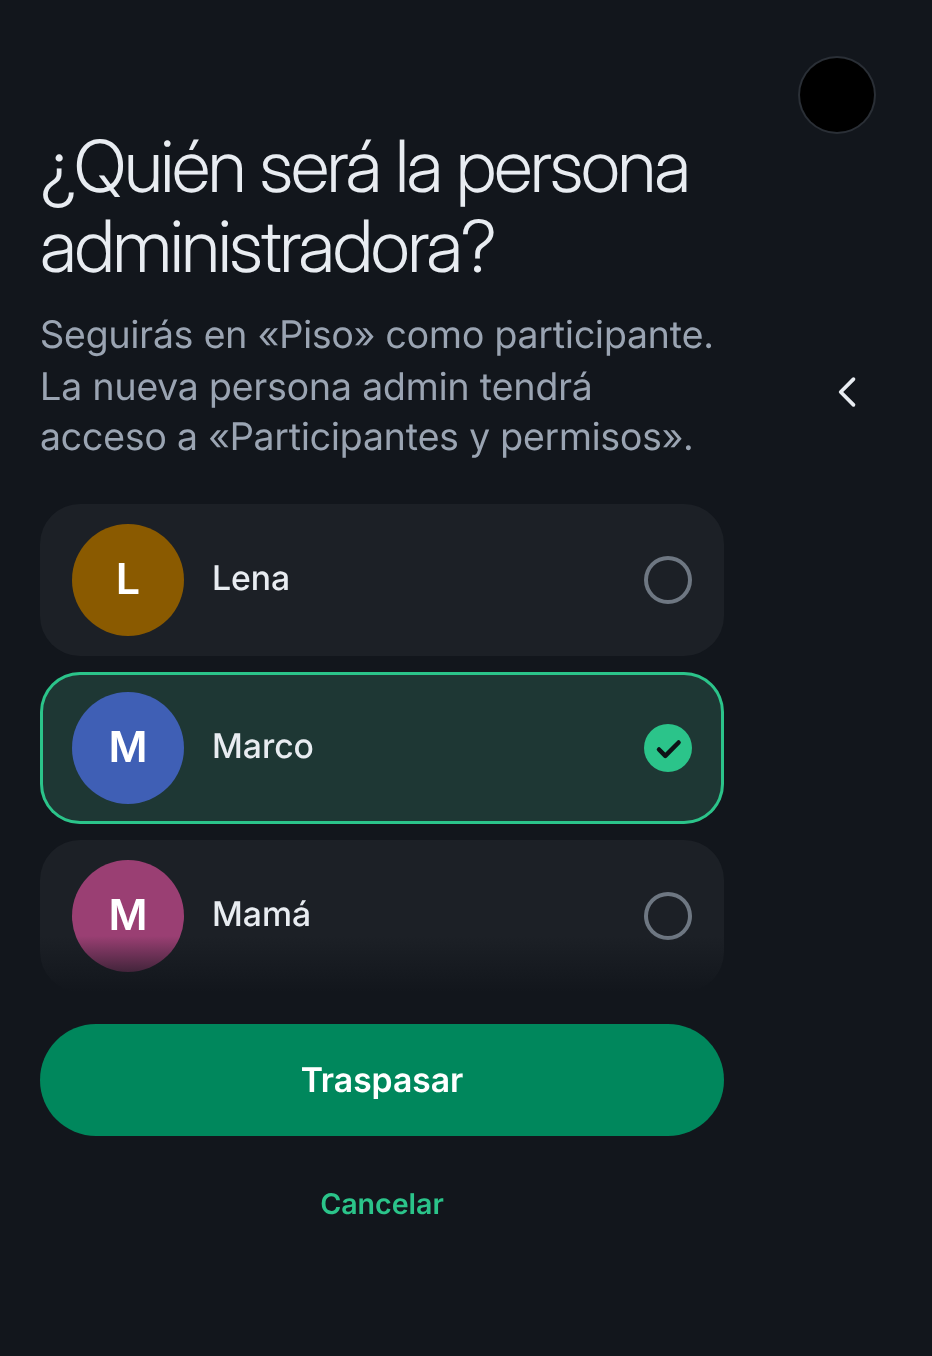 ¿Quién será la persona
administradora?
Seguirás en «Piso» como participante.
La nueva persona admin tendrá
acceso a «Participantes y permisos».
L
Lena
M
Marco
M
Mamá
Traspasar
Cancelar